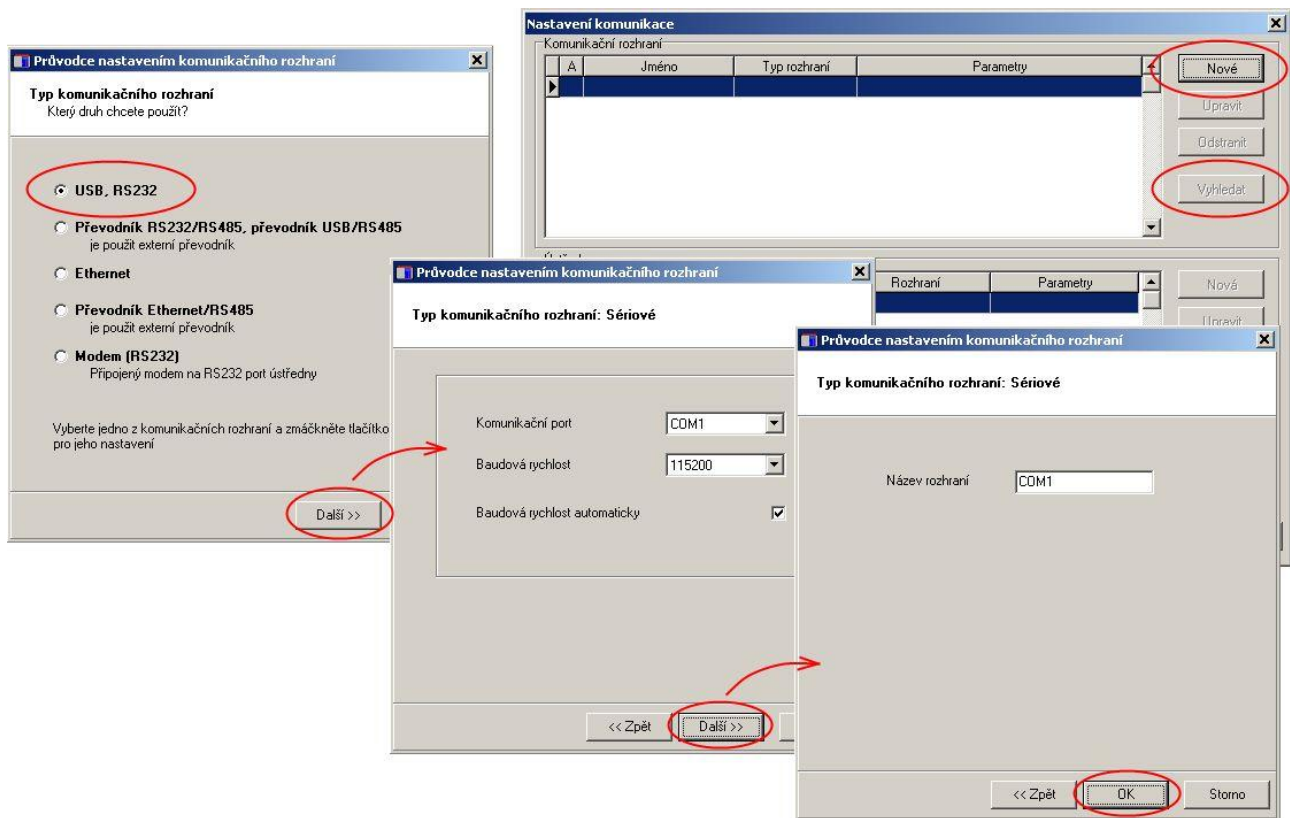 Průvodce nastavením komunikačního rozhraní
Typ komunikačního rozhraní
Který druh chcete použít?
USB, RS232
Převodník RS232/RS485, převodník USB/RS485
je použit externí převodník
Ethernet
Převodník Ethernet/RS485
je použit externí převodník
Modem (RS232)
Připojený modem na RS232 port ústředny
Vyberte jedno z komunikačních rozhraní a zmáčkněte tlačítko
pro jeho nastavení
Další >>
Nastavení komunikace
Komunikační rozhraní
A Jméno Typ rozhraní Parametry
Nové
Upravit
Odstranit
Vyhledat
Rozhraní Parametry
Nová
Upravit
Průvodce nastavením komunikačního rozhraní
Typ komunikačního rozhraní: Sériové
Komunikační port COM1
Baudová rychlost 115200
Baudová rychlost automaticky
<< Zpět Další >>
Průvodce nastavením komunikačního rozhraní
Typ komunikačního rozhraní: Sériové
Název rozhraní COM1
<< Zpět OK Storno